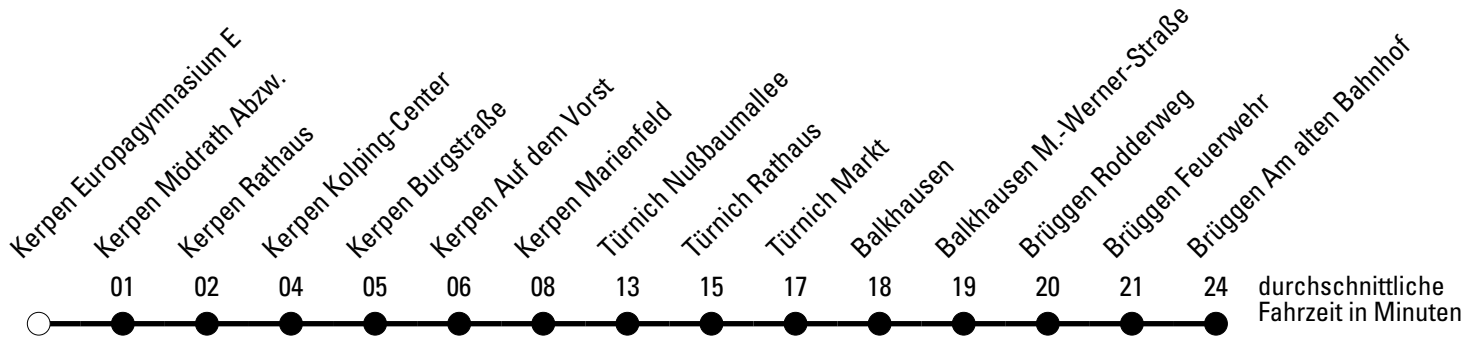 Kerpen Europagymnasium E
Kerpen Mödrath Abzw.
Kerpen Rathaus
Kerpen Kolping-Center
Kerpen Burgstraße
Kerpen Auf dem Vorst
Kerpen Marienfeld
Türnich Nußbaumallee
Türnich Rathaus
Türnich Markt
Balkhausen
Balkhausen M.-Werner-Straße
Brüggen Rodderweg
Brüggen Feuerwehr
Brüggen Am alten Bahnhof
01 02 04 05 06 08 13 15 17 18 19 20 21 24
durchschnittliche
Fahrzeit in Minuten